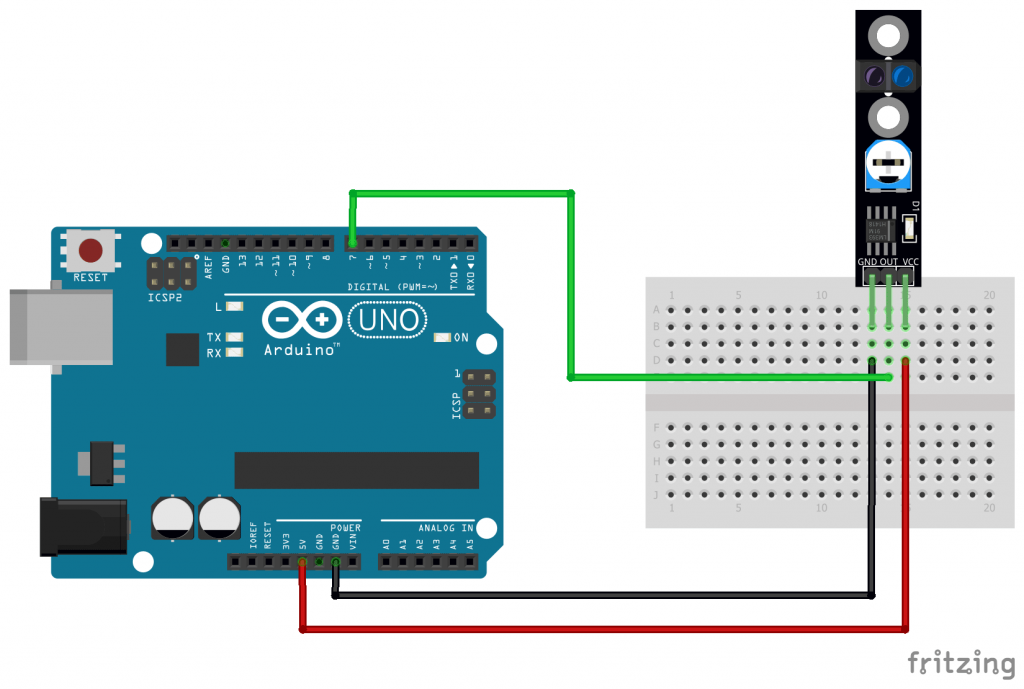 RESET
ICSP2
AREF
GND
13
12
~11
~10
~9
8
7
~6
~5
4
~3
2
TX0▶1
RX0◀0
DIGITAL (PWM=~)
L
TX
RX
Arduino™
UNO
ON
1
ICSP
IOREF
RESET
3V3
5V
GND
GND
VIN
POWER
ANALOG IN
A0
A1
A2
A3
A4
A5
D1
GND OUT VCC
1 5 10 15 20
A
B
C
D
F
G
H
I
J
1 5 10 20
fritzing